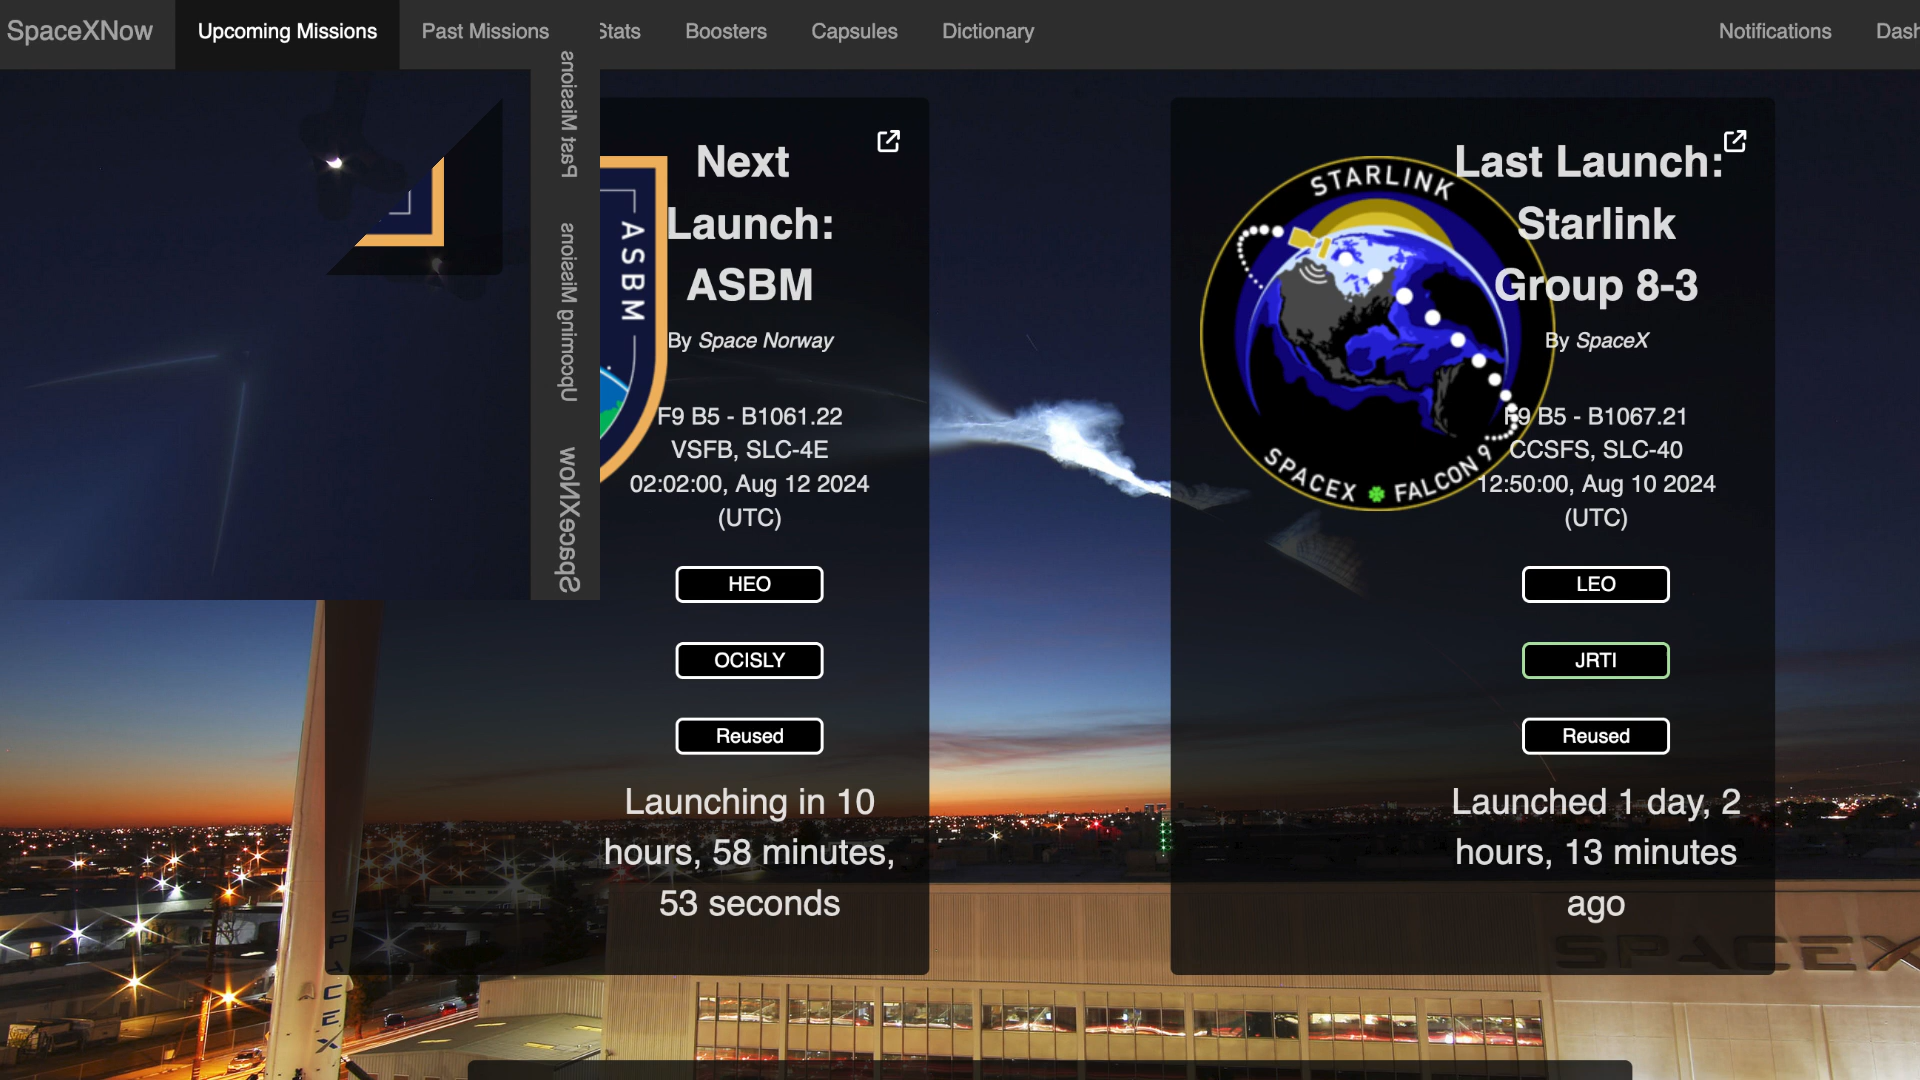 SpaceXNow
Upcoming Missions
Past Missions
Stats
Boosters
Capsules
Dictionary
Notifications
Past Missions
Upcoming Missions
SpaceXNow
ASBM
Next
Launch:
ASBM
By Space Norway
F9 B5 - B1061.22
VSFB, SLC-4E
02:02:00, Aug 12 2024
(UTC)
HEO
OCISLY
Reused
Launching in 10
hours, 58 minutes,
53 seconds
STARLINK
SPACEX FALCON 9
Last Launch:
Starlink
Group 8-3
By SpaceX
F9 B5 - B1067.21
CCSFS, SLC-40
12:50:00, Aug 10 2024
(UTC)
LEO
JRTI
Reused
Launched 1 day, 2
hours, 13 minutes
ago
SPACEX
SPACEX